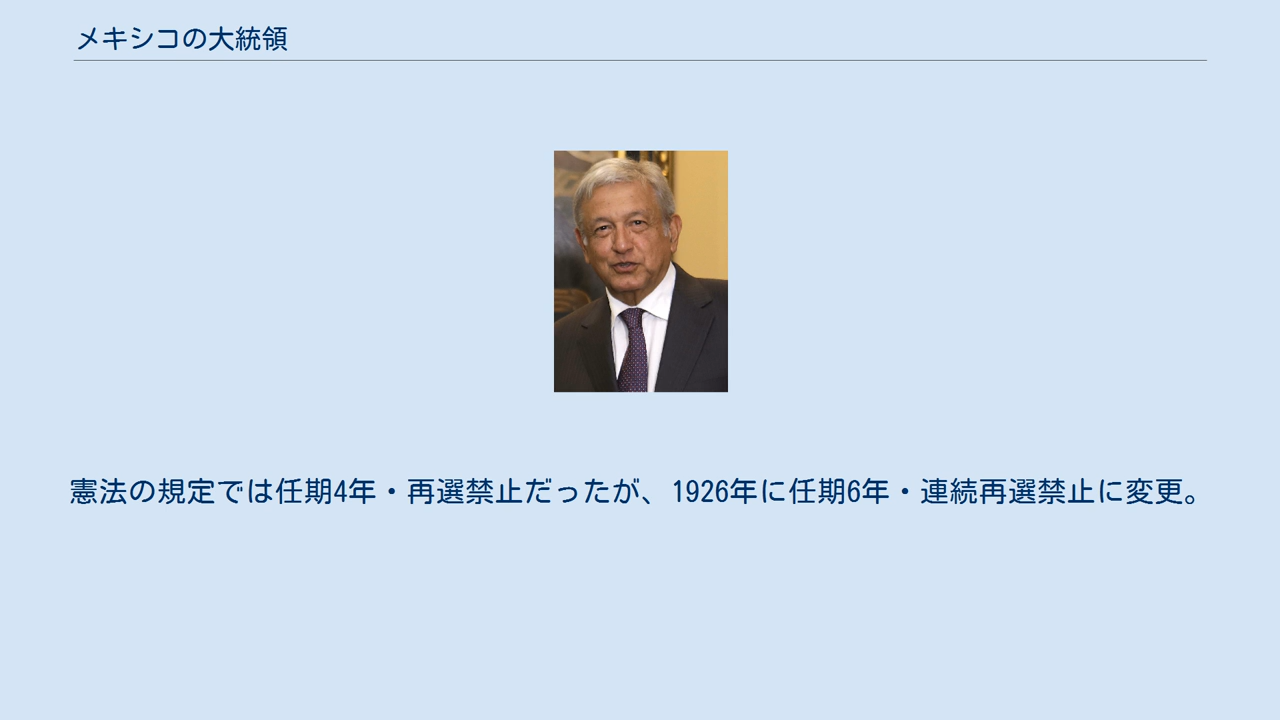 メキシコの大統領
憲法の規定では任期4年・再選禁止だったが、1926年に任期6年・連続再選禁止に変更。